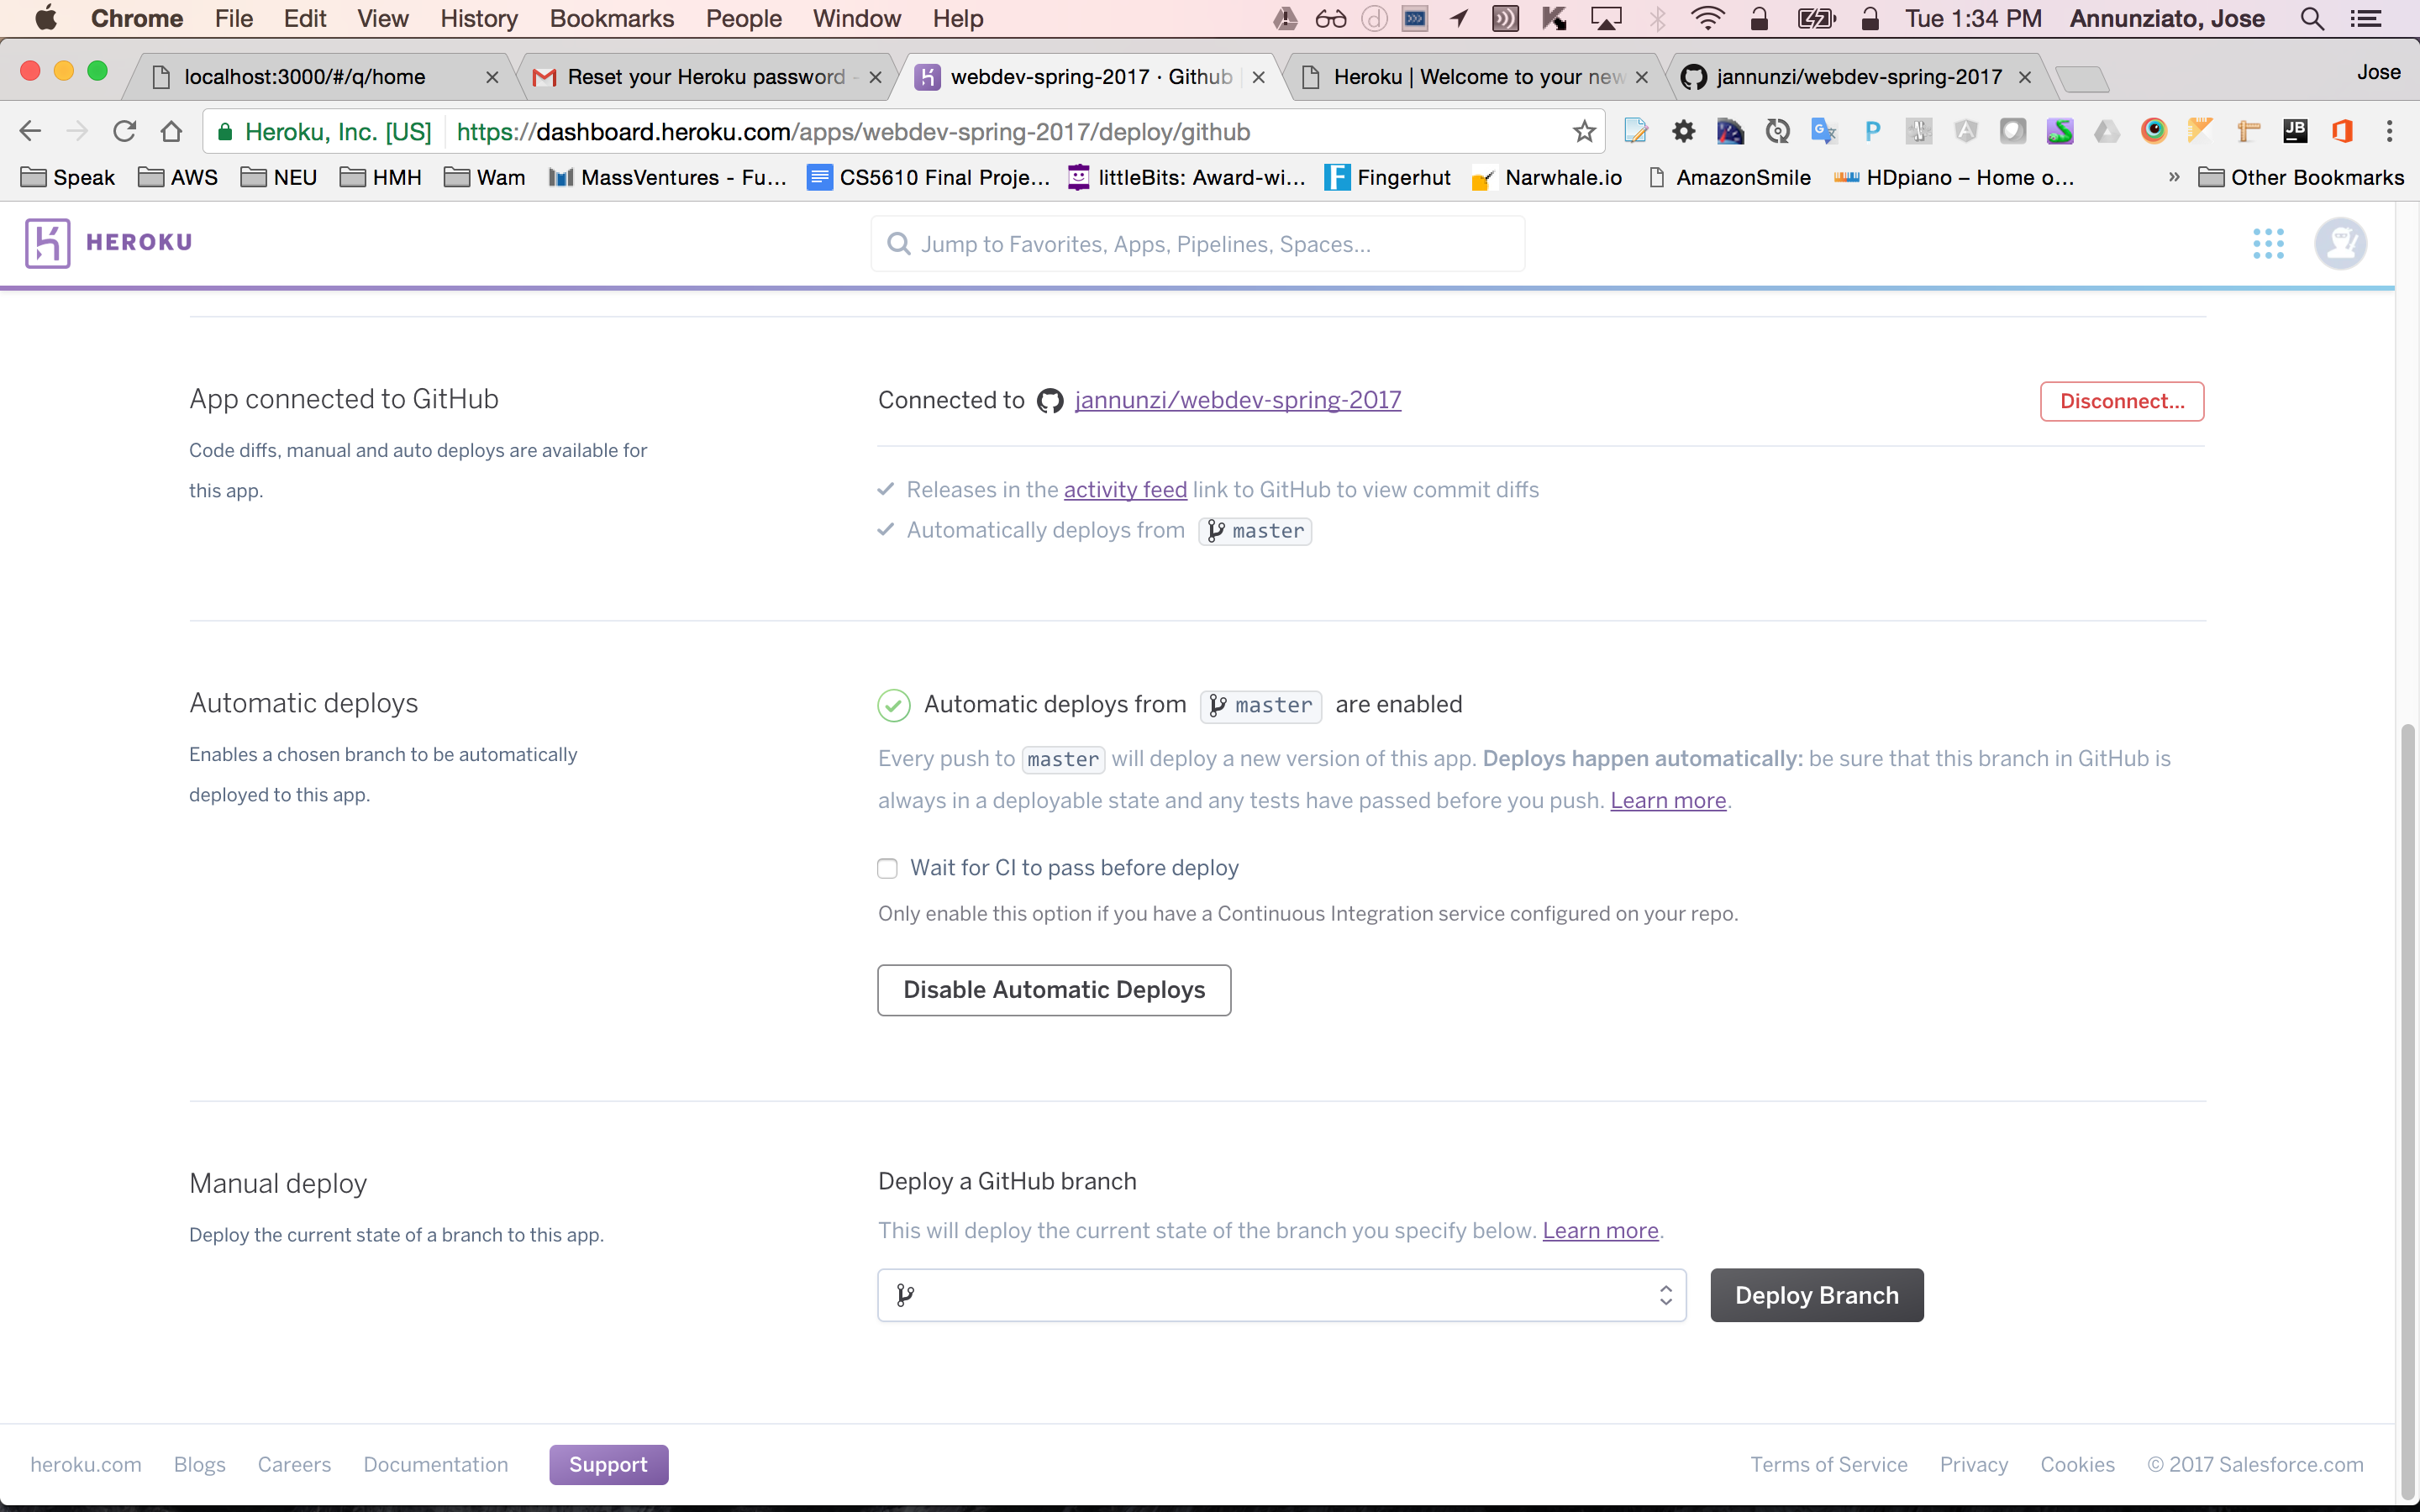 Chrome File Edit View History Bookmarks People Window Help Tue 1:34 PM Annunziato, Jose
localhost:3000/#/q/home Reset your Heroku password - webdev-spring-2017 · Github Heroku | Welcome to your new jannunzi/webdev-spring-2017 Jose
Heroku, Inc. [US] https://dashboard.heroku.com/apps/webdev-spring-2017/deploy/github
Speak AWS NEU HMH Wam MassVentures - Fu... CS5610 Final Proje... littleBits: Award-wi... Fingerhut Narwhale.io AmazonSmile HDpiano – Home o... » Other Bookmarks
HEROKU Jump to Favorites, Apps, Pipelines, Spaces...
App connected to GitHub
Code diffs, manual and auto deploys are available for
this app.
Connected to jannunzi/webdev-spring-2017 Disconnect...
Releases in the activity feed link to GitHub to view commit diffs
Automatically deploys from master
Automatic deploys
Enables a chosen branch to be automatically
deployed to this app.
Automatic deploys from master are enabled
Every push to master will deploy a new version of this app. Deploys happen automatically: be sure that this branch in GitHub is
always in a deployable state and any tests have passed before you push. Learn more.
Wait for CI to pass before deploy
Only enable this option if you have a Continuous Integration service configured on your repo.
Disable Automatic Deploys
Manual deploy
Deploy the current state of a branch to this app.
Deploy a GitHub branch
This will deploy the current state of the branch you specify below. Learn more.
Deploy Branch
heroku.com Blogs Careers Documentation Support Terms of Service Privacy Cookies © 2017 Salesforce.com